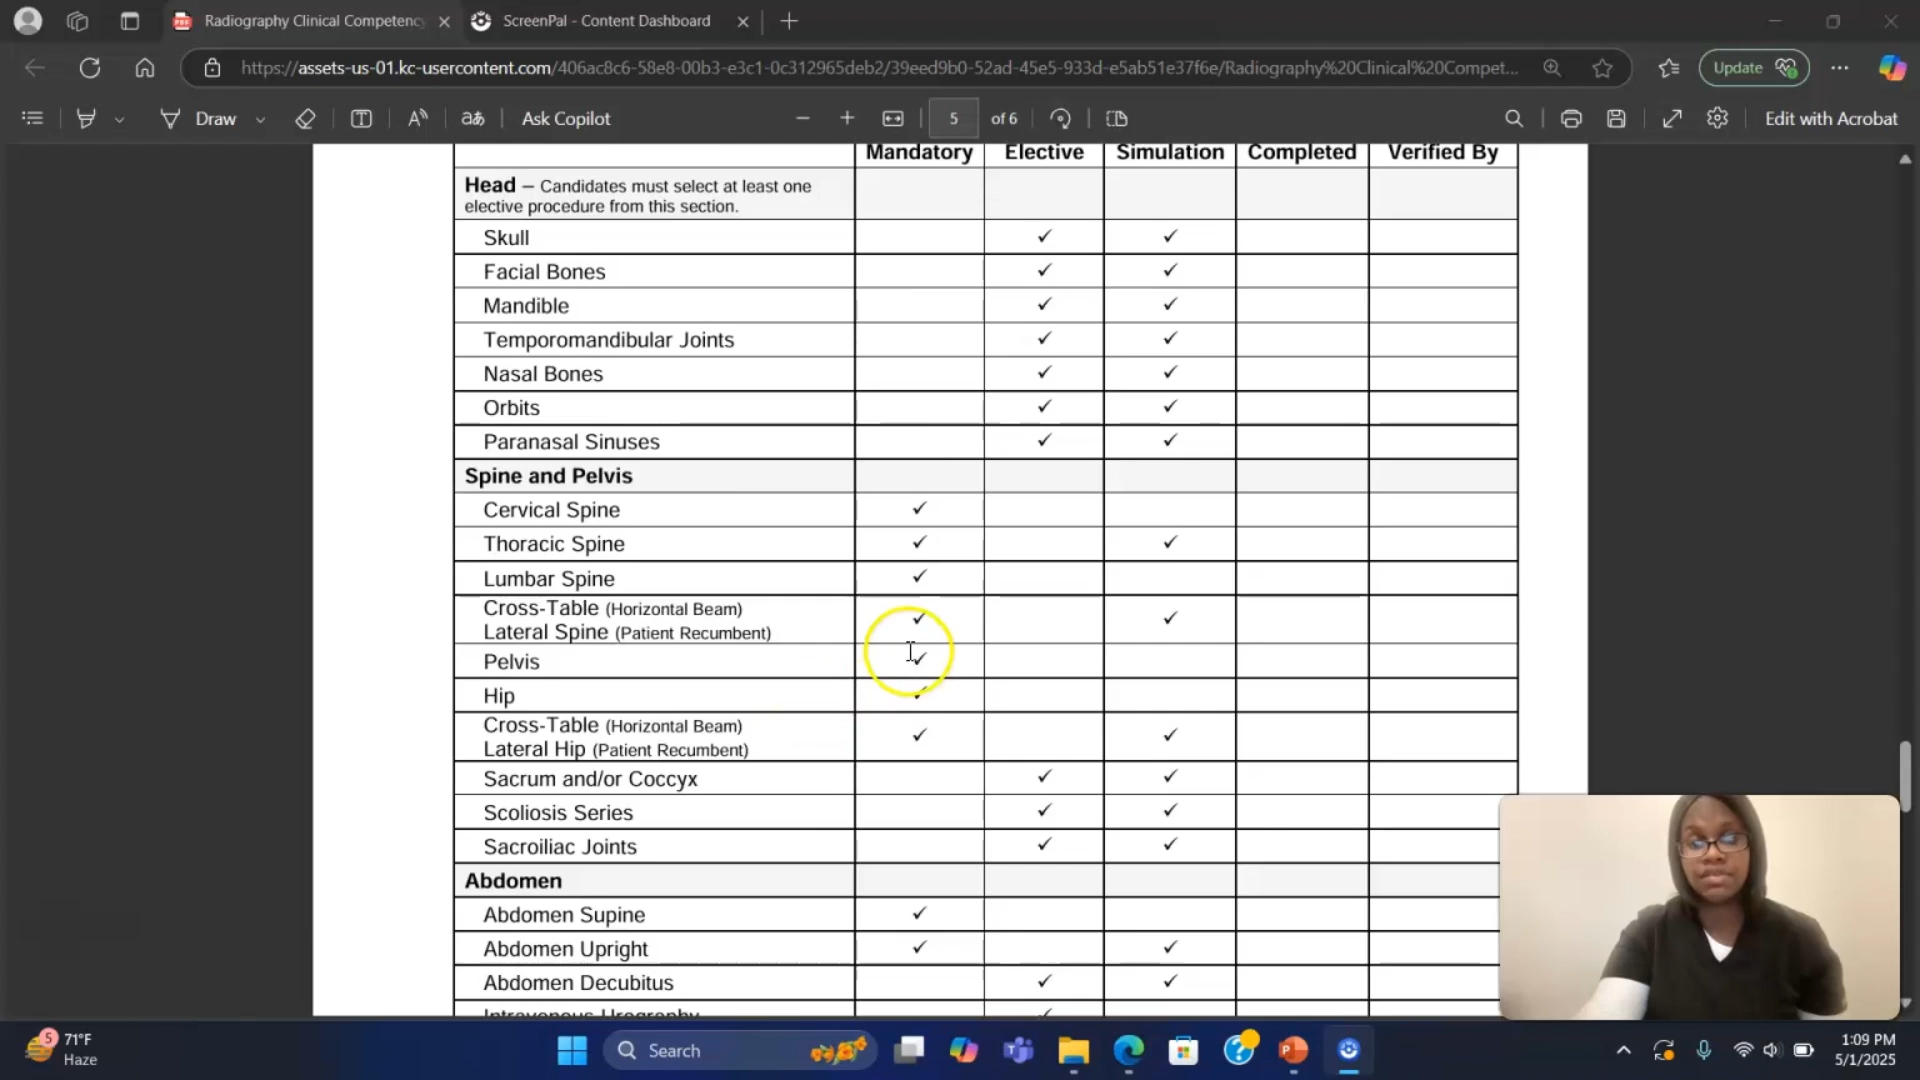 Radiography Clinical Competency
ScreenPal - Content Dashboard
https://assets-us-01.kc-usercontent.com/406ac8c6-58e8-00b3-e3c1-0c312965deb2/39eed9b0-52ad-45e5-933d-e5ab51e37f6e/Radiography%20Clinical%20Compet...
Update
Draw
aあ
Ask Copilot
5 of 6
Edit with Acrobat
Mandatory Elective Simulation Completed Verified By
Head – Candidates must select at least one
elective procedure from this section.
Skull ✓ ✓
Facial Bones ✓ ✓
Mandible ✓ ✓
Temporomandibular Joints ✓ ✓
Nasal Bones ✓ ✓
Orbits ✓ ✓
Paranasal Sinuses ✓ ✓
Spine and Pelvis
Cervical Spine ✓
Thoracic Spine ✓ ✓
Lumbar Spine ✓
Cross-Table (Horizontal Beam)
Lateral Spine (Patient Recumbent) ✓ ✓
Pelvis ✓
Hip ✓
Cross-Table (Horizontal Beam)
Lateral Hip (Patient Recumbent) ✓ ✓
Sacrum and/or Coccyx ✓ ✓
Scoliosis Series ✓ ✓
Sacroiliac Joints ✓ ✓
Abdomen
Abdomen Supine ✓
Abdomen Upright ✓ ✓
Abdomen Decubitus ✓ ✓
Intravenous Urography ✓
5
71°F
Haze
Search
1:09 PM
5/1/2025